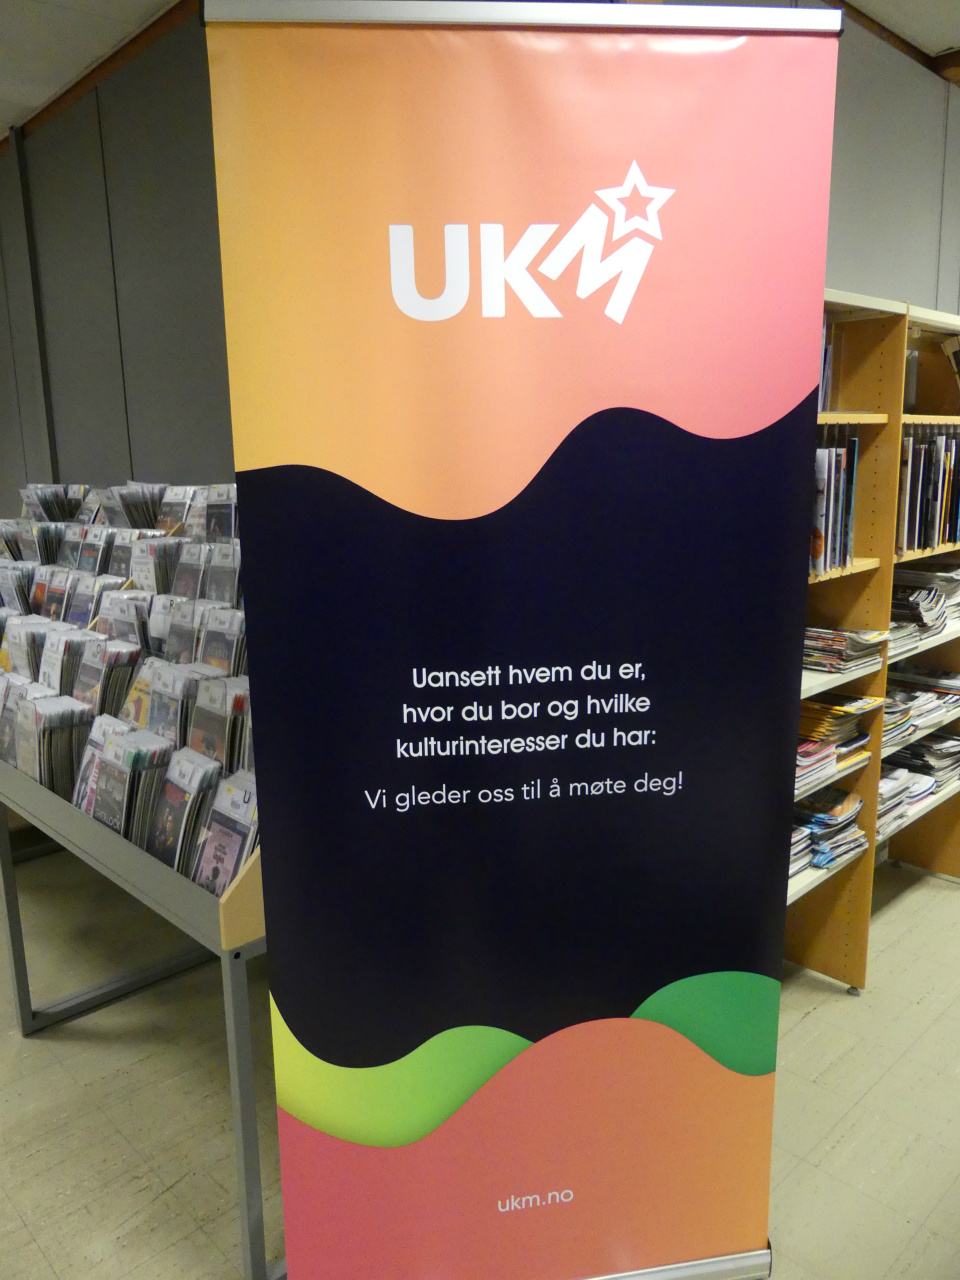 UKM
Uansett hvem du er,
hvor du bor og hvilke
kulturinteresser du har:
Vi gleder oss til å møte deg!
ukm.no